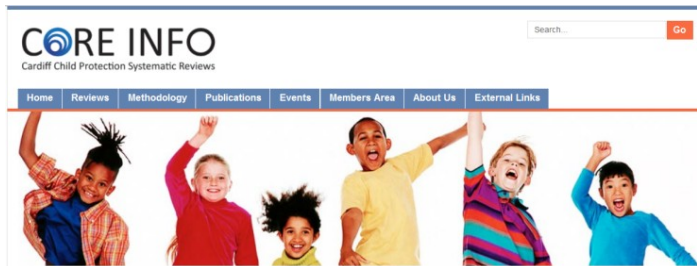 Search...
Go
CORE INFO
Cardiff Child Protection Systematic Reviews
Home Reviews Methodology Publications Events Members Area About Us External Links